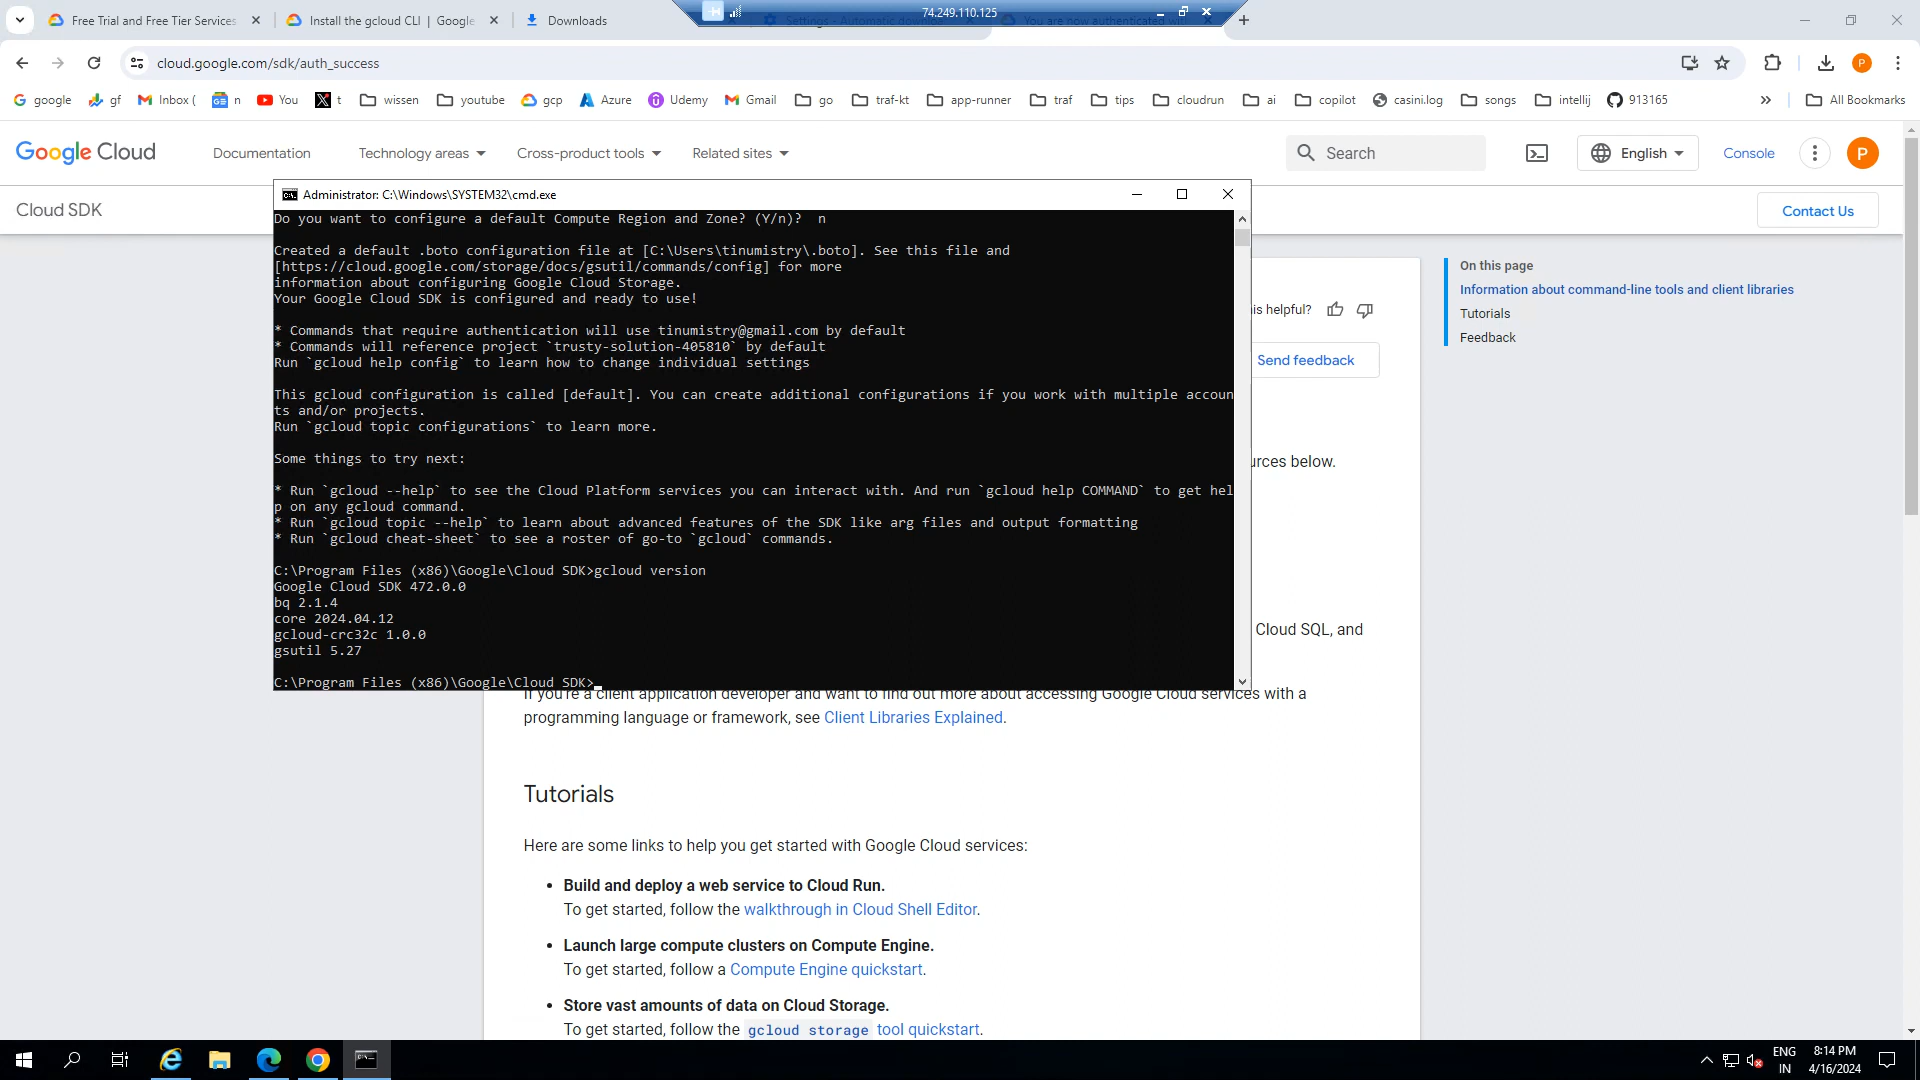 Free Trial and Free Tier Services
Install the gcloud CLI | Google
Downloads
74.249.110.125
cloud.google.com/sdk/auth_success
P
google
gf
Inbox (
n
You
t
wissen
youtube
gcp
Azure
Udemy
Gmail
go
traf-kt
app-runner
traf
tips
cloudrun
ai
copilot
casini.log
songs
intellij
913165
»
All Bookmarks
Google Cloud
Documentation
Technology areas
Cross-product tools
Related sites
Search
English
Console
P
Cloud SDK
Contact Us
Administrator: C:\Windows\SYSTEM32\cmd.exe
Do you want to configure a default Compute Region and Zone? (Y/n)?  n
Created a default .boto configuration file at [C:\Users\tinumistry\.boto]. See this file and
[https://cloud.google.com/storage/docs/gsutil/commands/config] for more
information about configuring Google Cloud Storage.
Your Google Cloud SDK is configured and ready to use!
* Commands that require authentication will use tinumistry@gmail.com by default
* Commands will reference project `trusty-solution-405810` by default
Run `gcloud help config` to learn how to change individual settings
This gcloud configuration is called [default]. You can create additional configurations if you work with multiple accoun
ts and/or projects.
Run `gcloud topic configurations` to learn more.
Some things to try next:
* Run `gcloud --help` to see the Cloud Platform services you can interact with. And run `gcloud help COMMAND` to get hel
p on any gcloud command.
* Run `gcloud topic --help` to learn about advanced features of the SDK like arg files and output formatting
* Run `gcloud cheat-sheet` to see a roster of go-to `gcloud` commands.
C:\Program Files (x86)\Google\Cloud SDK>gcloud version
Google Cloud SDK 472.0.0
bq 2.1.4
core 2024.04.12
gcloud-crc32c 1.0.0
gsutil 5.27
C:\Program Files (x86)\Google\Cloud SDK>
is helpful?
Send feedback
urces below.
Cloud SQL, and
On this page
Information about command-line tools and client libraries
Tutorials
Feedback
If you're a client application developer and want to find out more about accessing Google Cloud services with a
programming language or framework, see Client Libraries Explained.
Tutorials
Here are some links to help you get started with Google Cloud services:
• Build and deploy a web service to Cloud Run.
To get started, follow the walkthrough in Cloud Shell Editor.
• Launch large compute clusters on Compute Engine.
To get started, follow a Compute Engine quickstart.
• Store vast amounts of data on Cloud Storage.
To get started, follow the gcloud storage tool quickstart.
ENG
IN
8:14 PM
4/16/2024